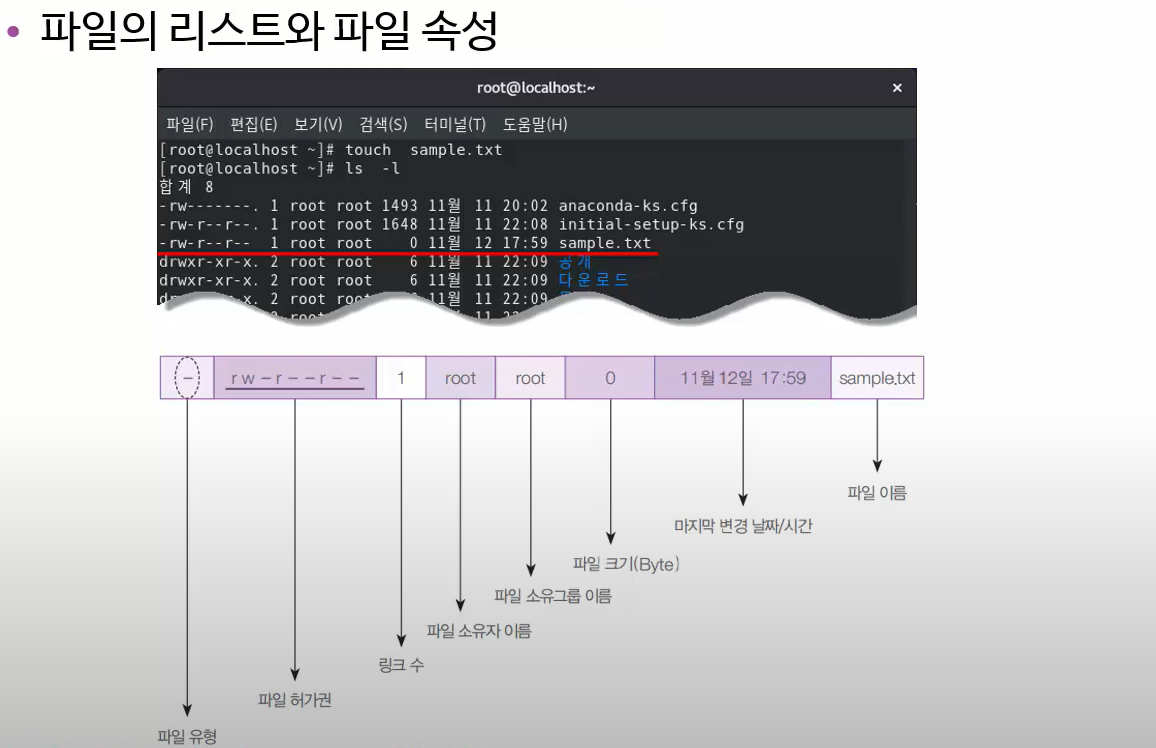 • 파일의 리스트와 파일 속성
root@localhost:~ ×
파일(F) 편집(E) 보기(V) 검색(S) 터미널(T) 도움말(H)
[root@localhost ~]# touch  sample.txt
[root@localhost ~]# ls  -l
합계 8
-rw-------. 1 root root 1493 11월  11 20:02 anaconda-ks.cfg
-rw-r--r--. 1 root root 1648 11월  11 22:08 initial-setup-ks.cfg
-rw-r--r--  1 root root    0 11월  12 17:59 sample.txt
drwxr-xr-x. 2 root root    6 11월  11 22:09 공개
drwxr-xr-x. 2 root root    6 11월  11 22:09 다운로드
x. 2 root 11월  11 22:09
- rw-r--r-- 1 root root 0 11월 12일 17:59 sample.txt
파일 이름
마지막 변경 날짜/시간
파일 크기(Byte)
파일 소유그룹 이름
파일 소유자 이름
링크 수
파일 허가권
파일 유형